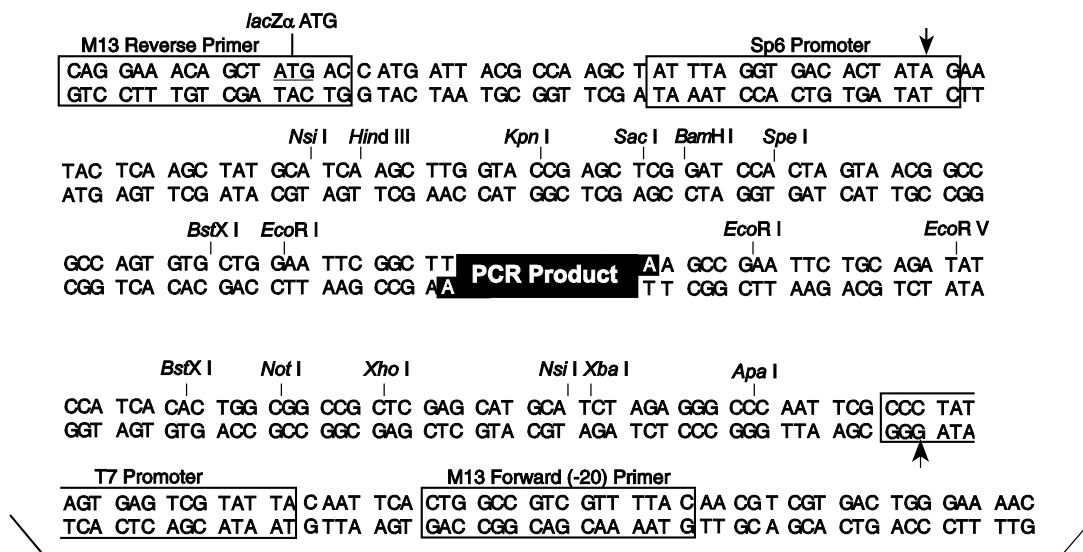 lacZα ATG
M13 Reverse Primer Sp6 Promoter
CAG GAA ACA GCT ATG AC C ATG ATT ACG CCA AGC T AT TTA GGT GAC ACT ATA G AA
GTC CTT TGT CGA TAC TG G TAC TAA TGC GGT TCG A TA AAT CCA CTG TGA TAT C TT
Nsi I Hind III Kpn I Sac I BamH I Spe I
TAC TCA AGC TAT GCA TCA AGC TTG GTA CCG AGC TCG GAT CCA CTA GTA ACG GCC
ATG AGT TCG ATA CGT AGT TCG AAC CAT GGC TCG AGC CTA GGT GAT CAT TGC CGG
BstX I EcoR I EcoR I EcoR V
GCC AGT GTG CTG GAA TTC GGC TT PCR Product A A GCC GAA TTC TGC AGA TAT
CGG TCA CAC GAC CTT AAG CCG A A T T CGG CTT AAG ACG TCT ATA
BstX I Not I Xho I Nsi I Xba I Apa I
CCA TCA CAC TGG CGG CCG CTC GAG CAT GCA TCT AGA GGG CCC AAT TCG CCC TAT
GGT AGT GTG ACC GCC GGC GAG CTC GTA CGT AGA TCT CCC GGG TTA AGC GGG ATA
T7 Promoter M13 Forward (-20) Primer
AGT GAG TCG TAT TA C AAT TCA CTG GCC GTC GTT TTA C AA CGT CGT GAC TGG GAA AAC
TCA CTC AGC ATA AT G TTA AGT GAC CGG CAG CAA AAT G TT GCA GCA CTG ACC CTT TTG